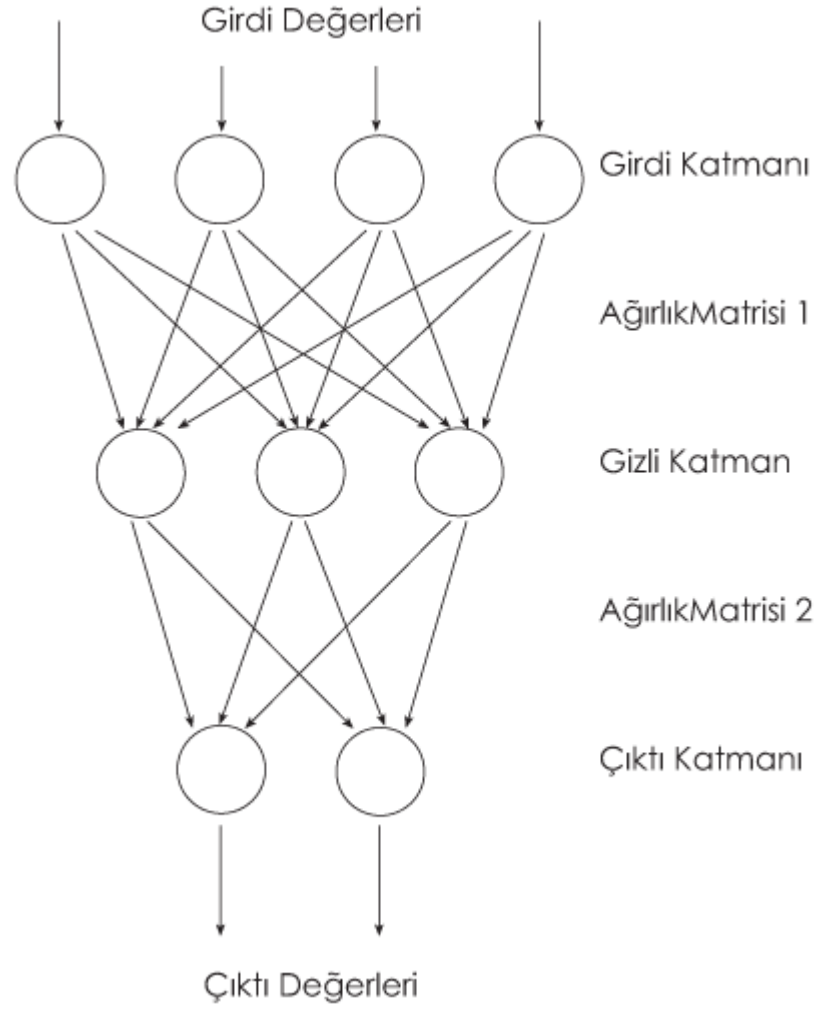 Girdi Değerleri
Girdi Katmanı
AğırlıkMatrisi 1
Gizli Katman
AğırlıkMatrisi 2
Çıktı Katmanı
Çıktı Değerleri